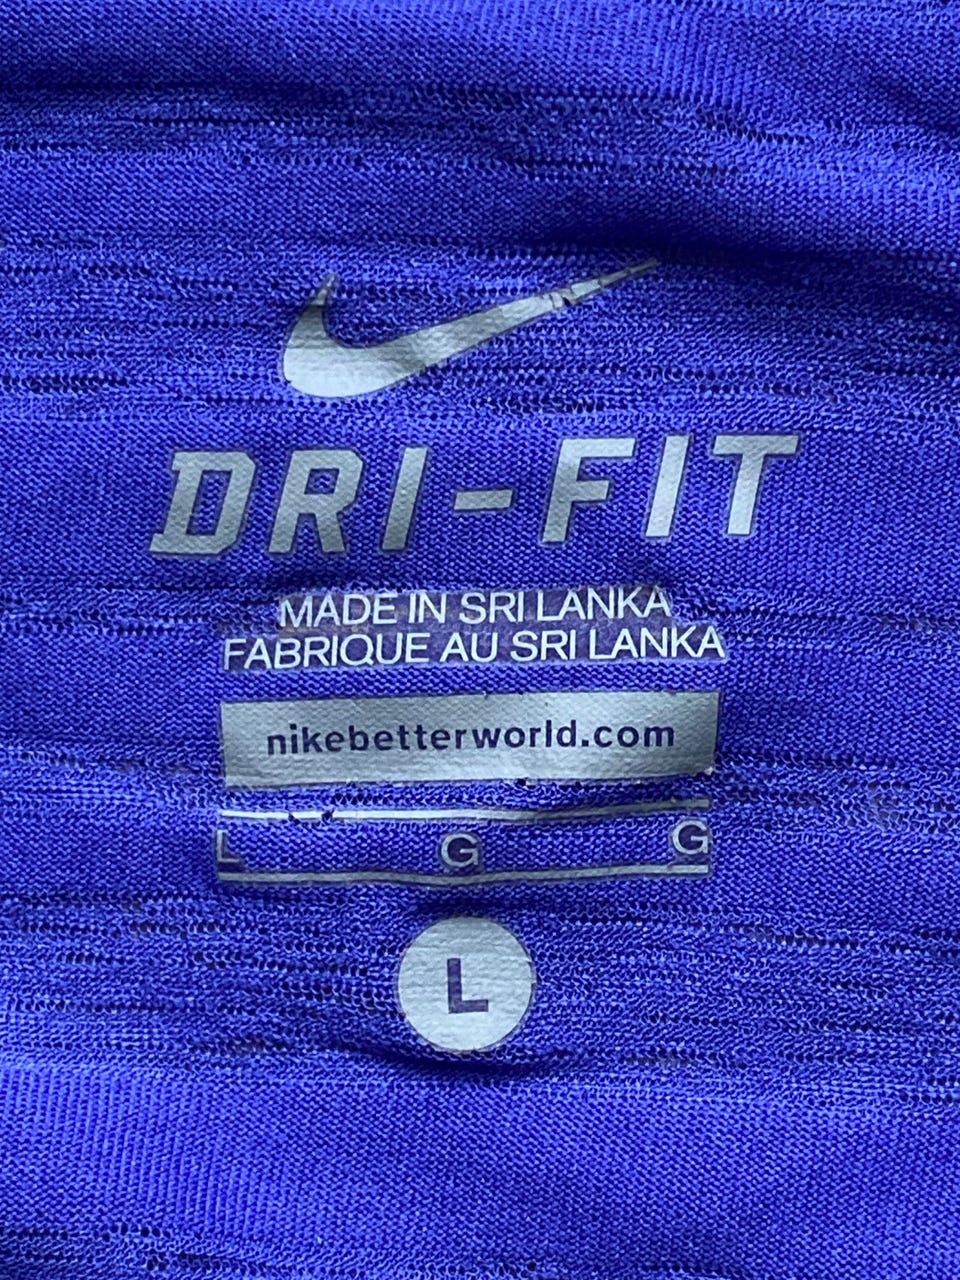 DRI-FIT
MADE IN SRI LANKA
FABRIQUE AU SRI LANKA
nikebetterworld.com
L G G
L